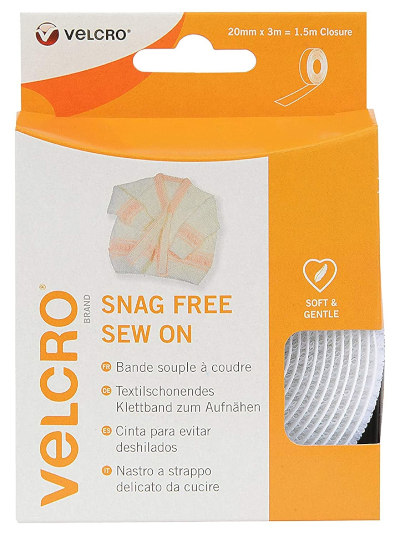 VELCRO®
20mm x 3m = 1.5m Closure
VELCRO®
BRAND
SNAG FREE
SEW ON
SOFT &
GENTLE
FR Bande souple à coudre
DE Textilschonendes
Klettband zum Aufnähen
ES Cinta para evitar
deshilados
IT Nastro a strappo
delicato da cucire